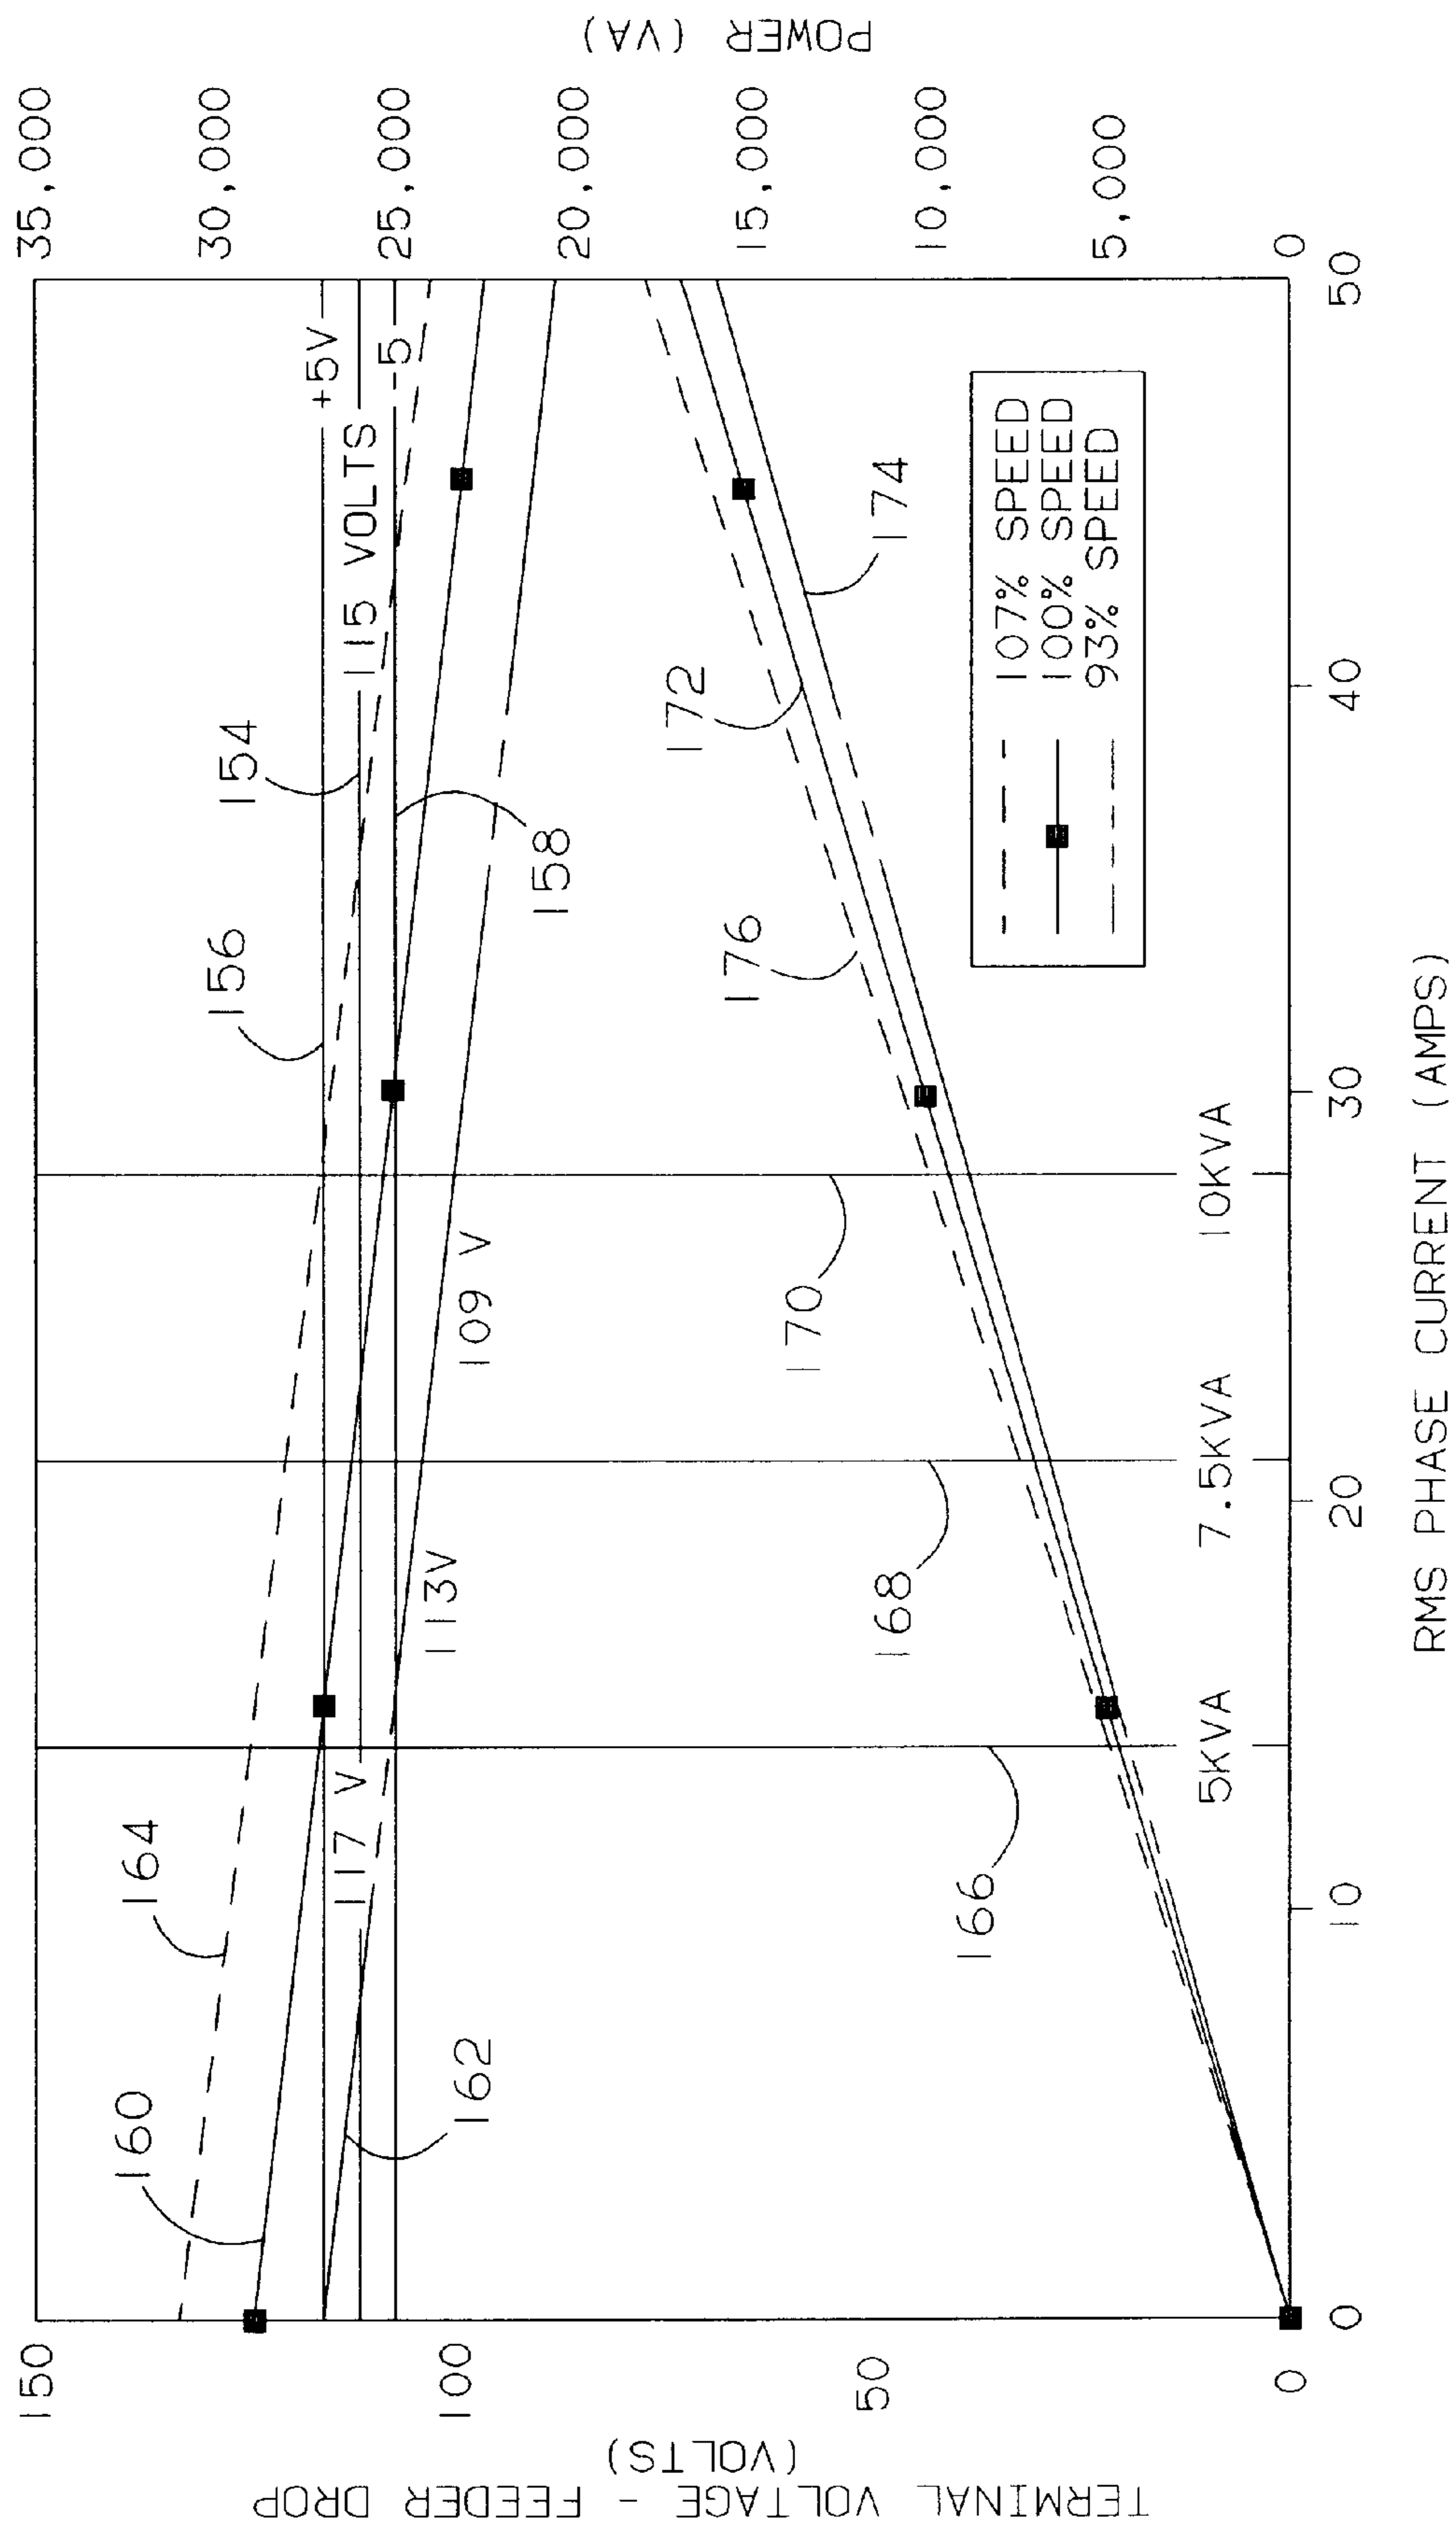 TERMINAL VOLTAGE - FEEDER DROP
(VOLTS)
150
100
50
0
POWER (VA)
35,000
30,000
25,000
20,000
15,000
10,000
5,000
0
160
164
156
154
+5V
115 VOLTS
-5
117 V
113V
109 V
162
158
176
172
174
170
168
166
107% SPEED
100% SPEED
93% SPEED
5KVA
7.5KVA
10KVA
0
10
20
30
40
50
RMS PHASE CURRENT (AMPS)